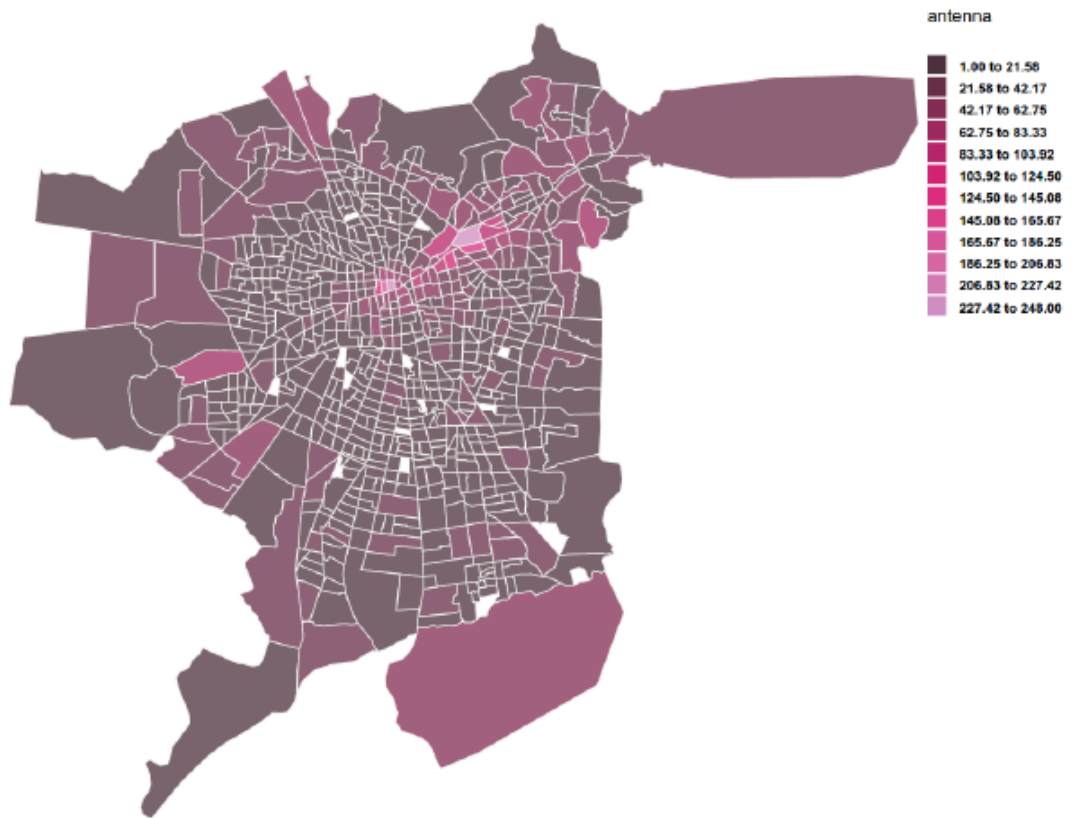 antenna
1.00 to 21.58
21.58 to 42.17
42.17 to 62.75
62.75 to 83.33
83.33 to 103.92
103.92 to 124.50
124.50 to 145.08
145.08 to 165.67
165.67 to 186.25
186.25 to 206.83
206.83 to 227.42
227.42 to 248.00